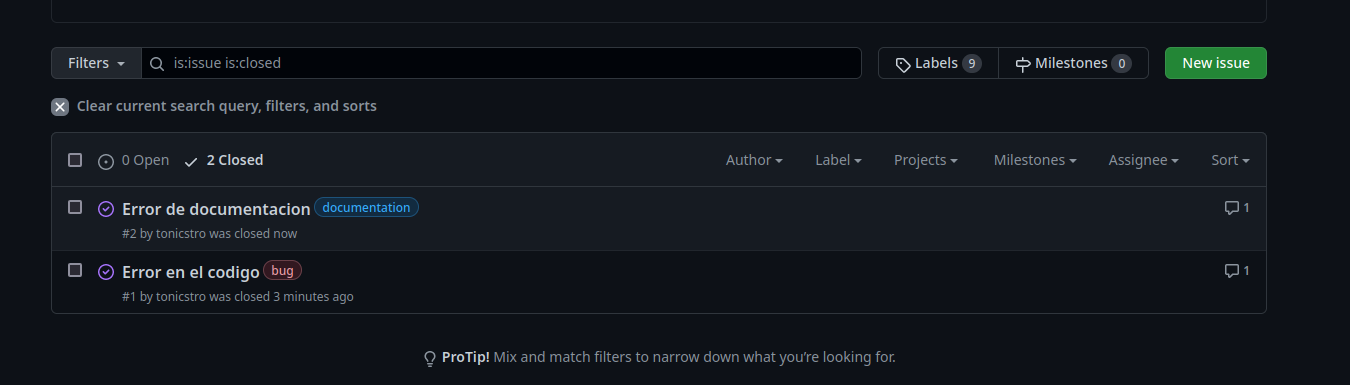 Filters is:issue is:closed Labels 9 Milestones 0 New issue
Clear current search query, filters, and sorts
0 Open 2 Closed Author Label Projects Milestones Assignee Sort
Error de documentacion documentation 1
#2 by tonicstro was closed now
Error en el codigo bug 1
#1 by tonicstro was closed 3 minutes ago
ProTip! Mix and match filters to narrow down what you’re looking for.